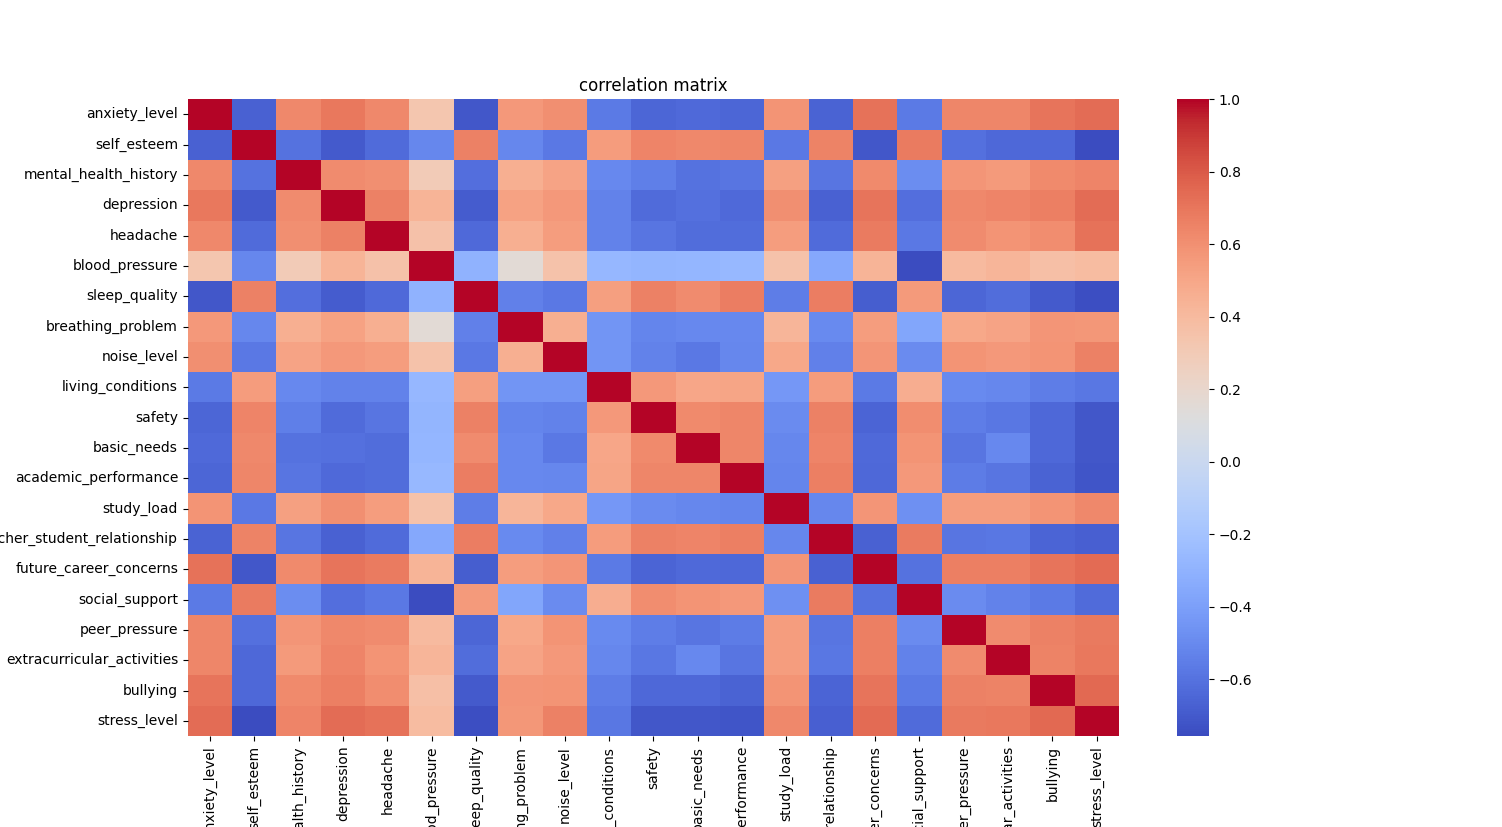 correlation matrix
anxiety_level
self_esteem
mental_health_history
depression
headache
blood_pressure
sleep_quality
breathing_problem
noise_level
living_conditions
safety
basic_needs
academic_performance
study_load
cher_student_relationship
future_career_concerns
social_support
peer_pressure
extracurricular_activities
bullying
stress_level
nxiety_level
self_esteem
alth_history
depression
headache
od_pressure
eep_quality
ng_problem
noise_level
_conditions
safety
basic_needs
erformance
study_load
relationship
er_concerns
cial_support
er_pressure
ar_activities
bullying
stress_level
1.0
0.8
0.6
0.4
0.2
0.0
−0.2
−0.4
−0.6